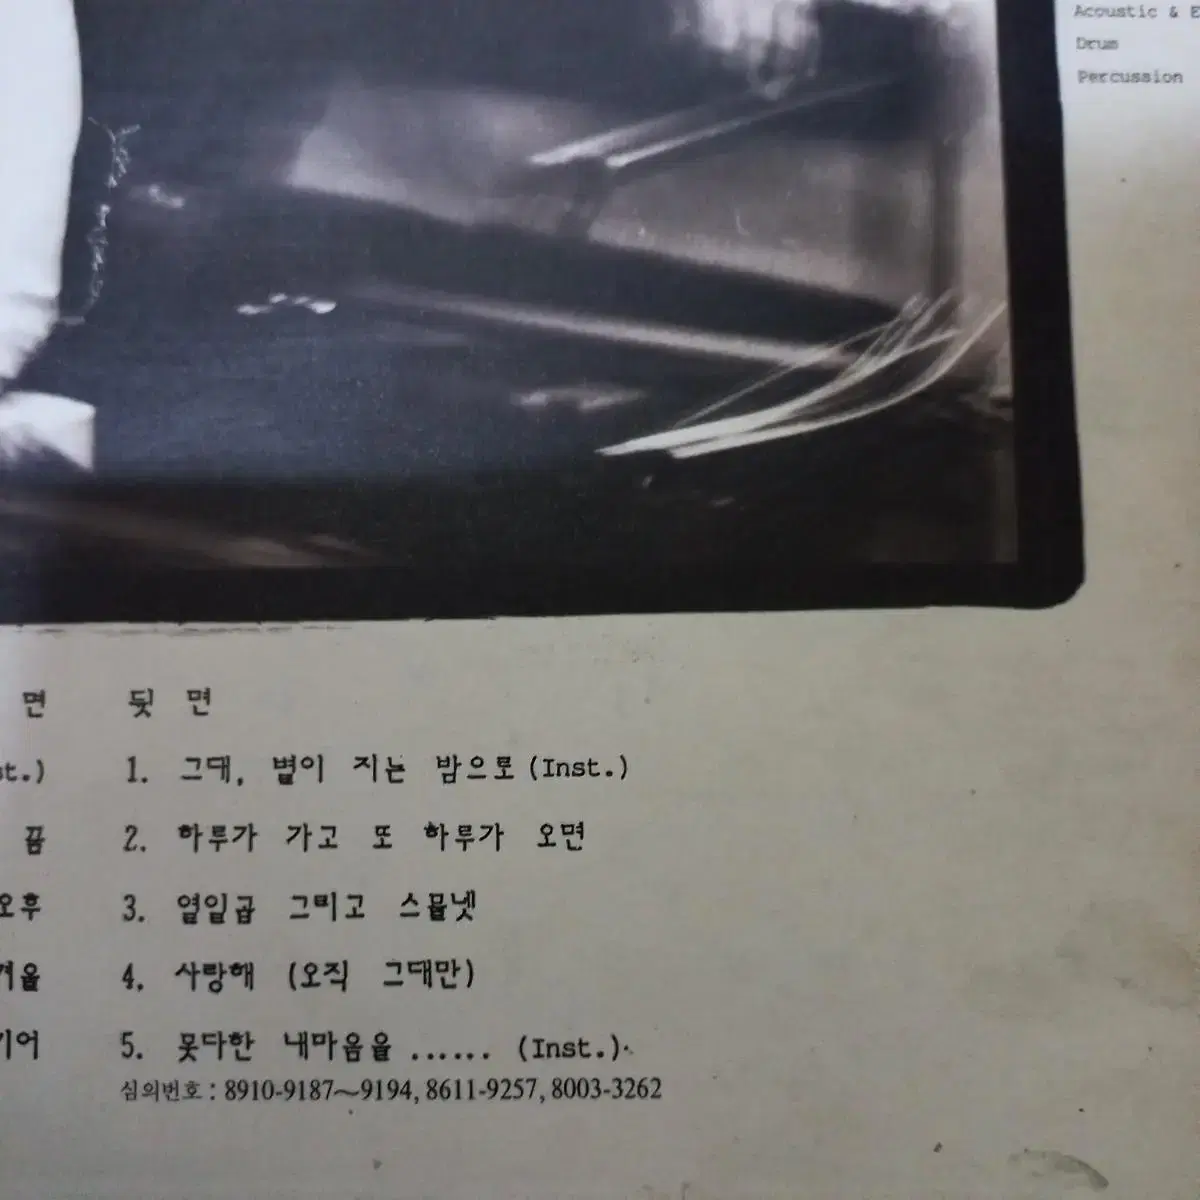 Acoustic & E
Drum
Percussion
면
뒷 면
st.)
1. 그대, 별이 지는 밤으로 (Inst.)
꿈
2. 하루가 가고 또 하루가 오면
오후
3. 열일곱 그리고 스물넷
겨울
4. 사랑해 (오직 그대만)
기어
5. 못다한 내마음을 ...... (Inst.)
심의번호 : 8910-9187~9194, 8611-9257, 8003-3262